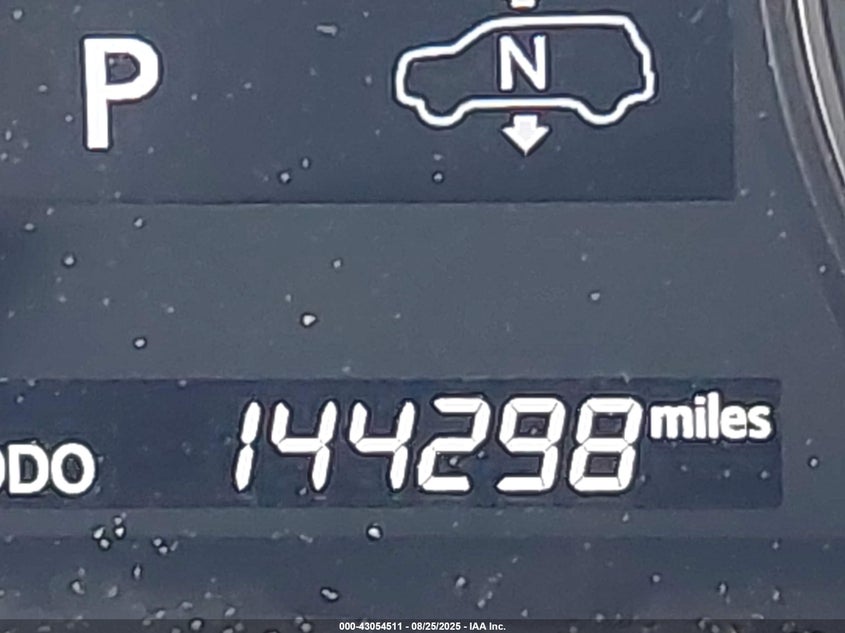 P
N
ODO 144298 miles
000-43054511 - 08/25/2025 - IAA Inc.